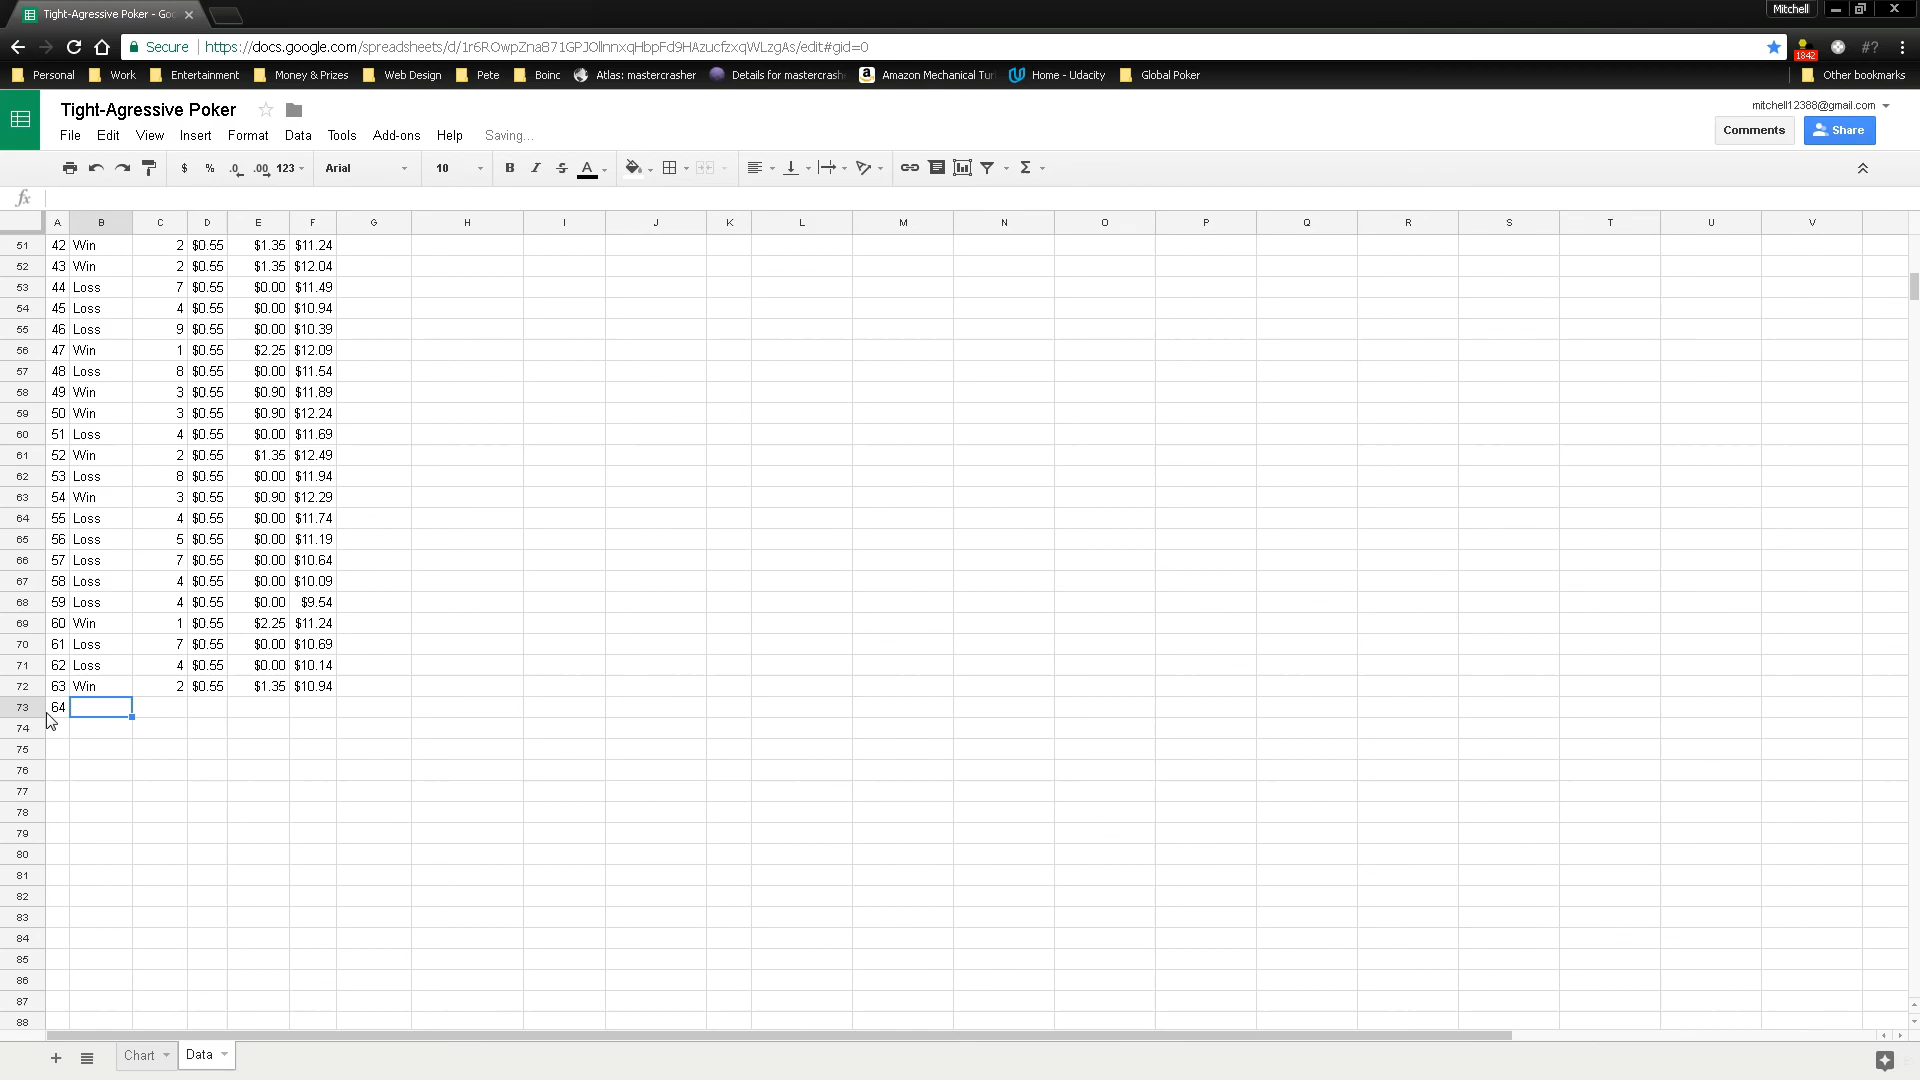 Tight-Agressive Poker - Goo
Mitchell
Secure https://docs.google.com/spreadsheets/d/1r6ROwpZna871GPJOllnnxqHbpFd9HAzucfzxqWLzgAs/edit#gid=0
1842 #?
Personal Work Entertainment Money & Prizes Web Design Pete Boinc Atlas: mastercrasher Details for mastercrash Amazon Mechanical Tur Home - Udacity Global Poker Other bookmarks
Tight-Agressive Poker
mitchell12388@gmail.com
File Edit View Insert Format Data Tools Add-ons Help Saving...
Comments Share
$ % .0 .00 123 Arial 10 B I S A Σ
fx
A B C D E F G H I J K L M N O P Q R S T U V
51 42 Win 2 $0.55 $1.35 $11.24
52 43 Win 2 $0.55 $1.35 $12.04
53 44 Loss 7 $0.55 $0.00 $11.49
54 45 Loss 4 $0.55 $0.00 $10.94
55 46 Loss 9 $0.55 $0.00 $10.39
56 47 Win 1 $0.55 $2.25 $12.09
57 48 Loss 8 $0.55 $0.00 $11.54
58 49 Win 3 $0.55 $0.90 $11.89
59 50 Win 3 $0.55 $0.90 $12.24
60 51 Loss 4 $0.55 $0.00 $11.69
61 52 Win 2 $0.55 $1.35 $12.49
62 53 Loss 8 $0.55 $0.00 $11.94
63 54 Win 3 $0.55 $0.90 $12.29
64 55 Loss 4 $0.55 $0.00 $11.74
65 56 Loss 5 $0.55 $0.00 $11.19
66 57 Loss 7 $0.55 $0.00 $10.64
67 58 Loss 4 $0.55 $0.00 $10.09
68 59 Loss 4 $0.55 $0.00 $9.54
69 60 Win 1 $0.55 $2.25 $11.24
70 61 Loss 7 $0.55 $0.00 $10.69
71 62 Loss 4 $0.55 $0.00 $10.14
72 63 Win 2 $0.55 $1.35 $10.94
73 64
74
75
76
77
78
79
80
81
82
83
84
85
86
87
88
Chart Data